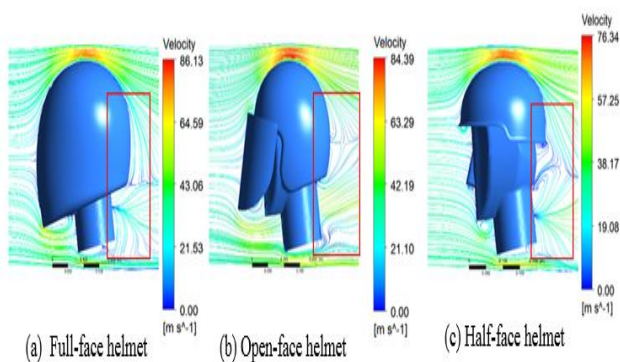 Velocity
86.13
64.59
43.06
21.53
0.00
[m s^-1]
(a) Full-face helmet
Velocity
84.39
63.29
42.19
21.10
0.00
[m s^-1]
(b) Open-face helmet
Velocity
76.34
57.25
38.17
19.08
0.00
[m s^-1]
(c) Half-face helmet